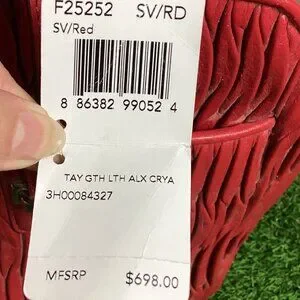 F25252 SV/RD
SV/Red
8 86382 99052 4
TAY GTH LTH ALX CRYA
3H00084327
MFSRP $698.00